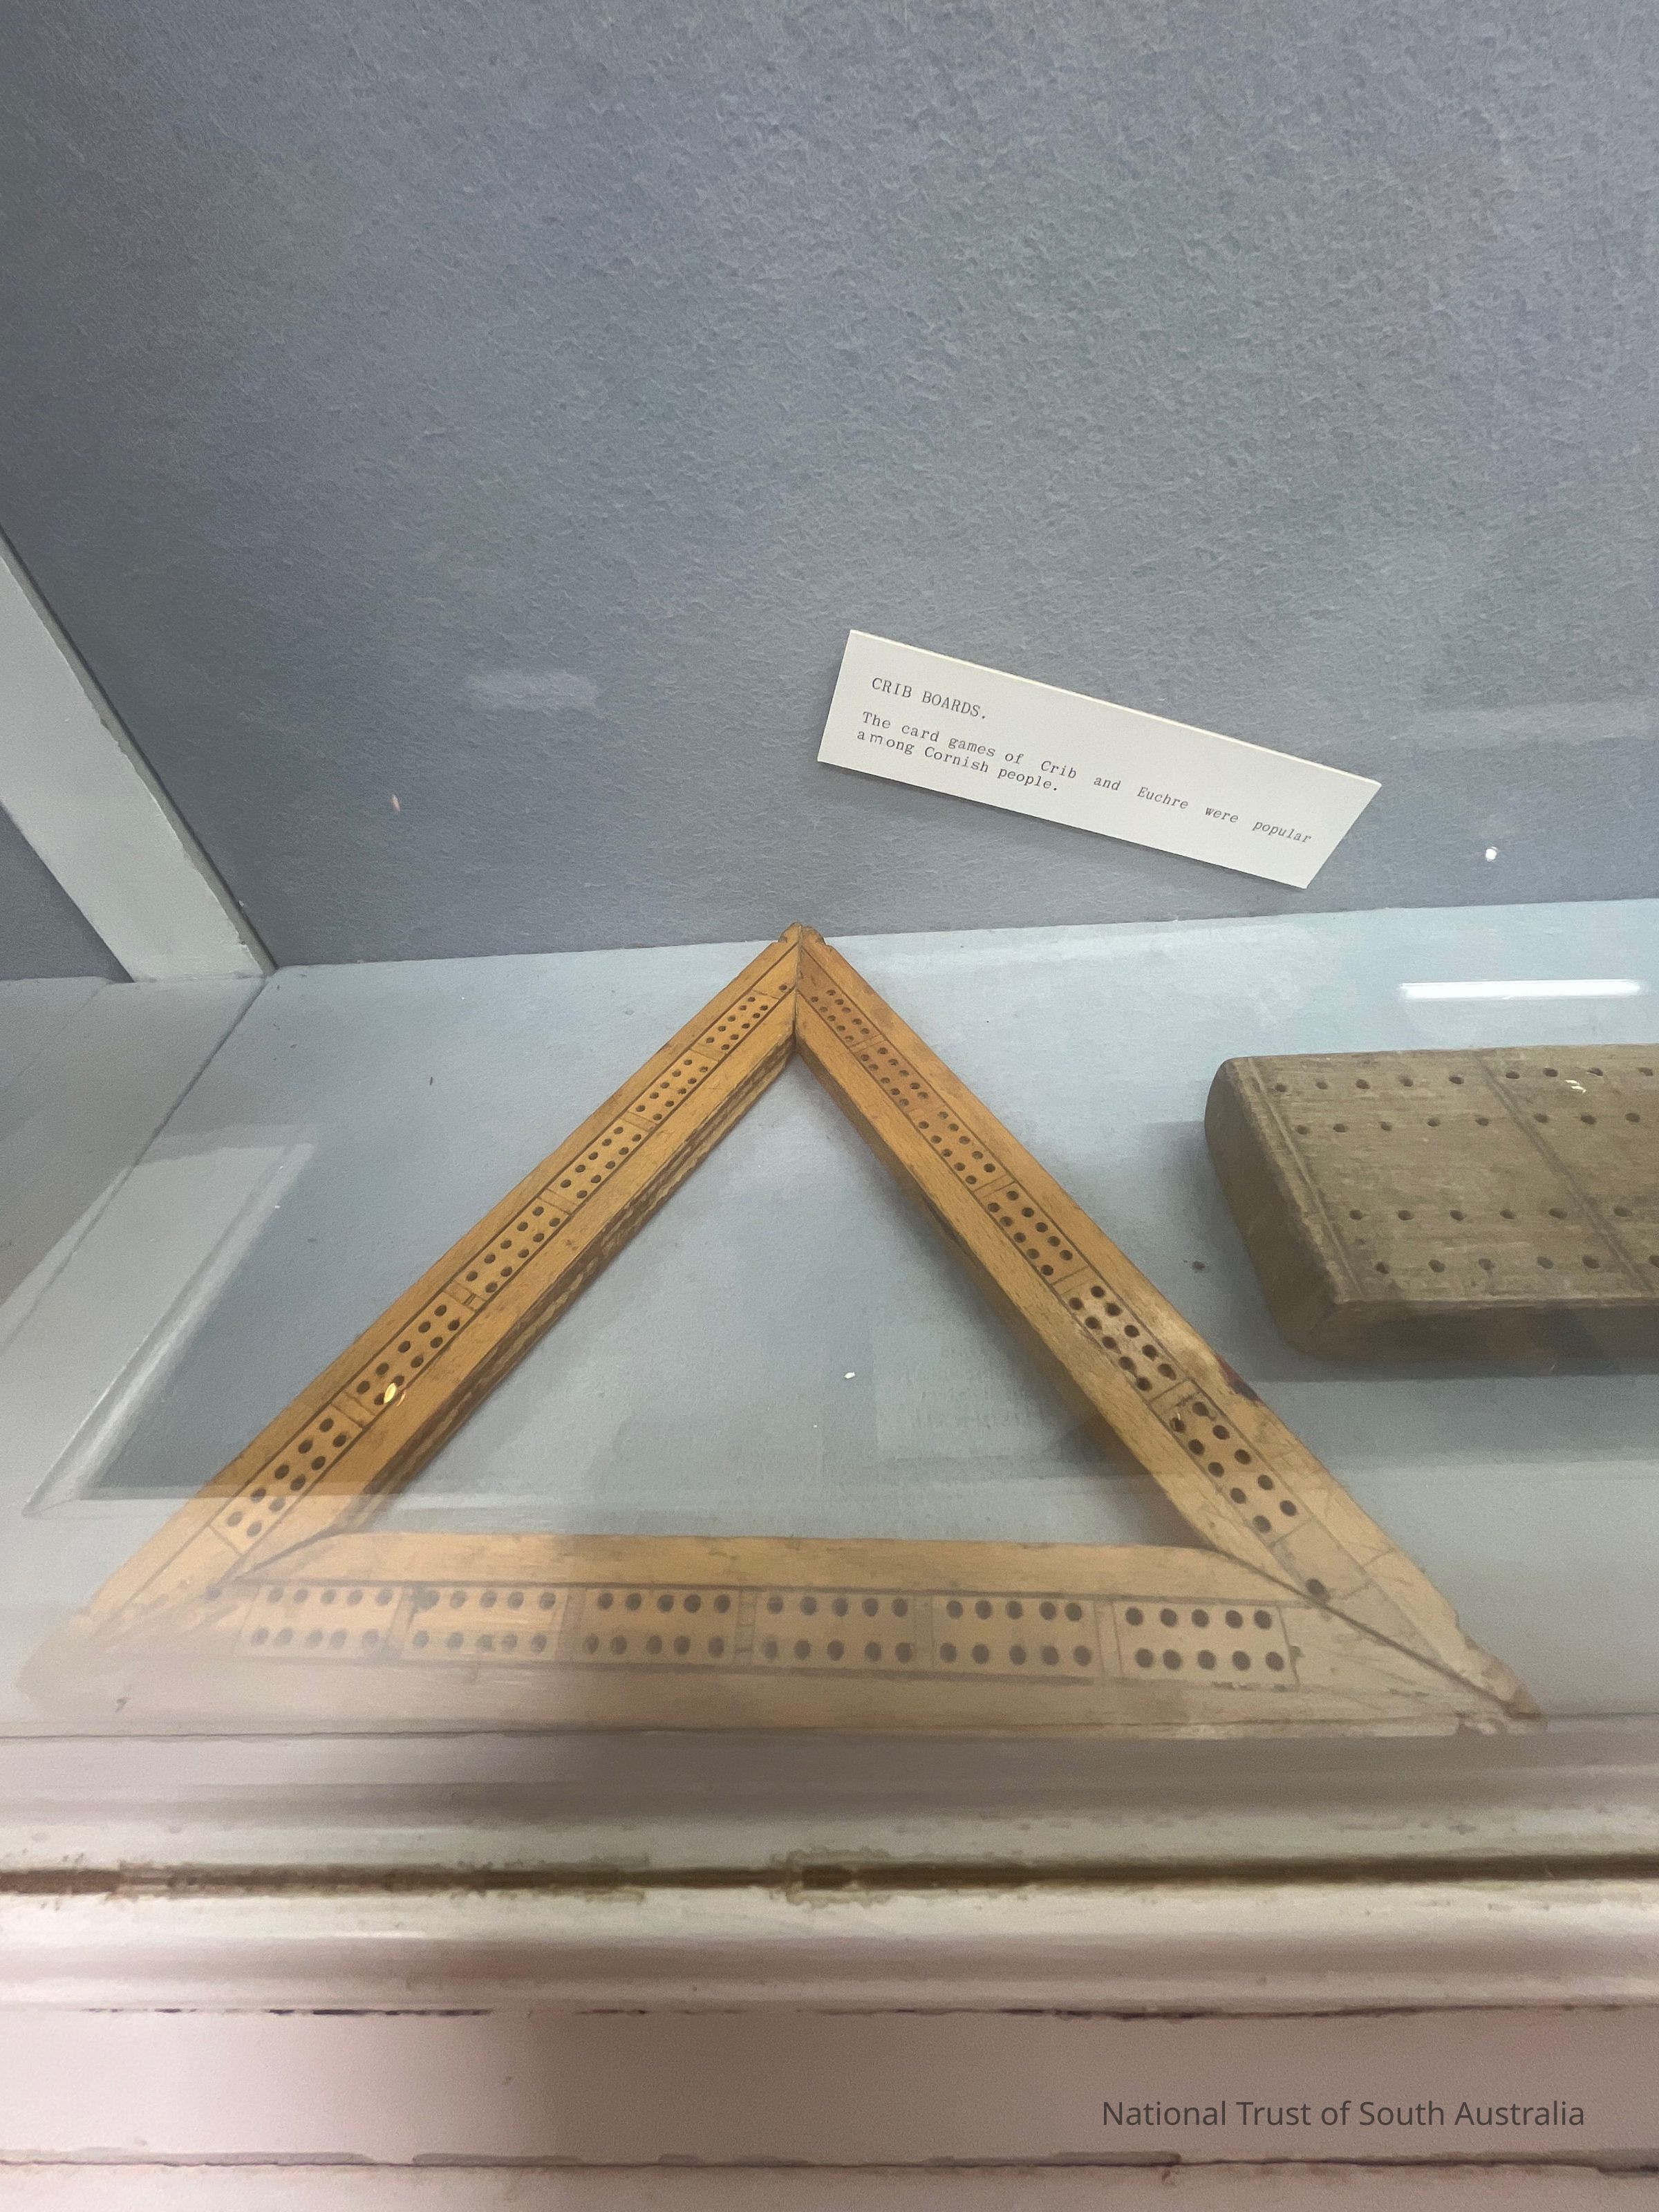 CRIB BOARDS.
The card games of Crib and Euchre were popular
among Cornish people.
National Trust of South Australia